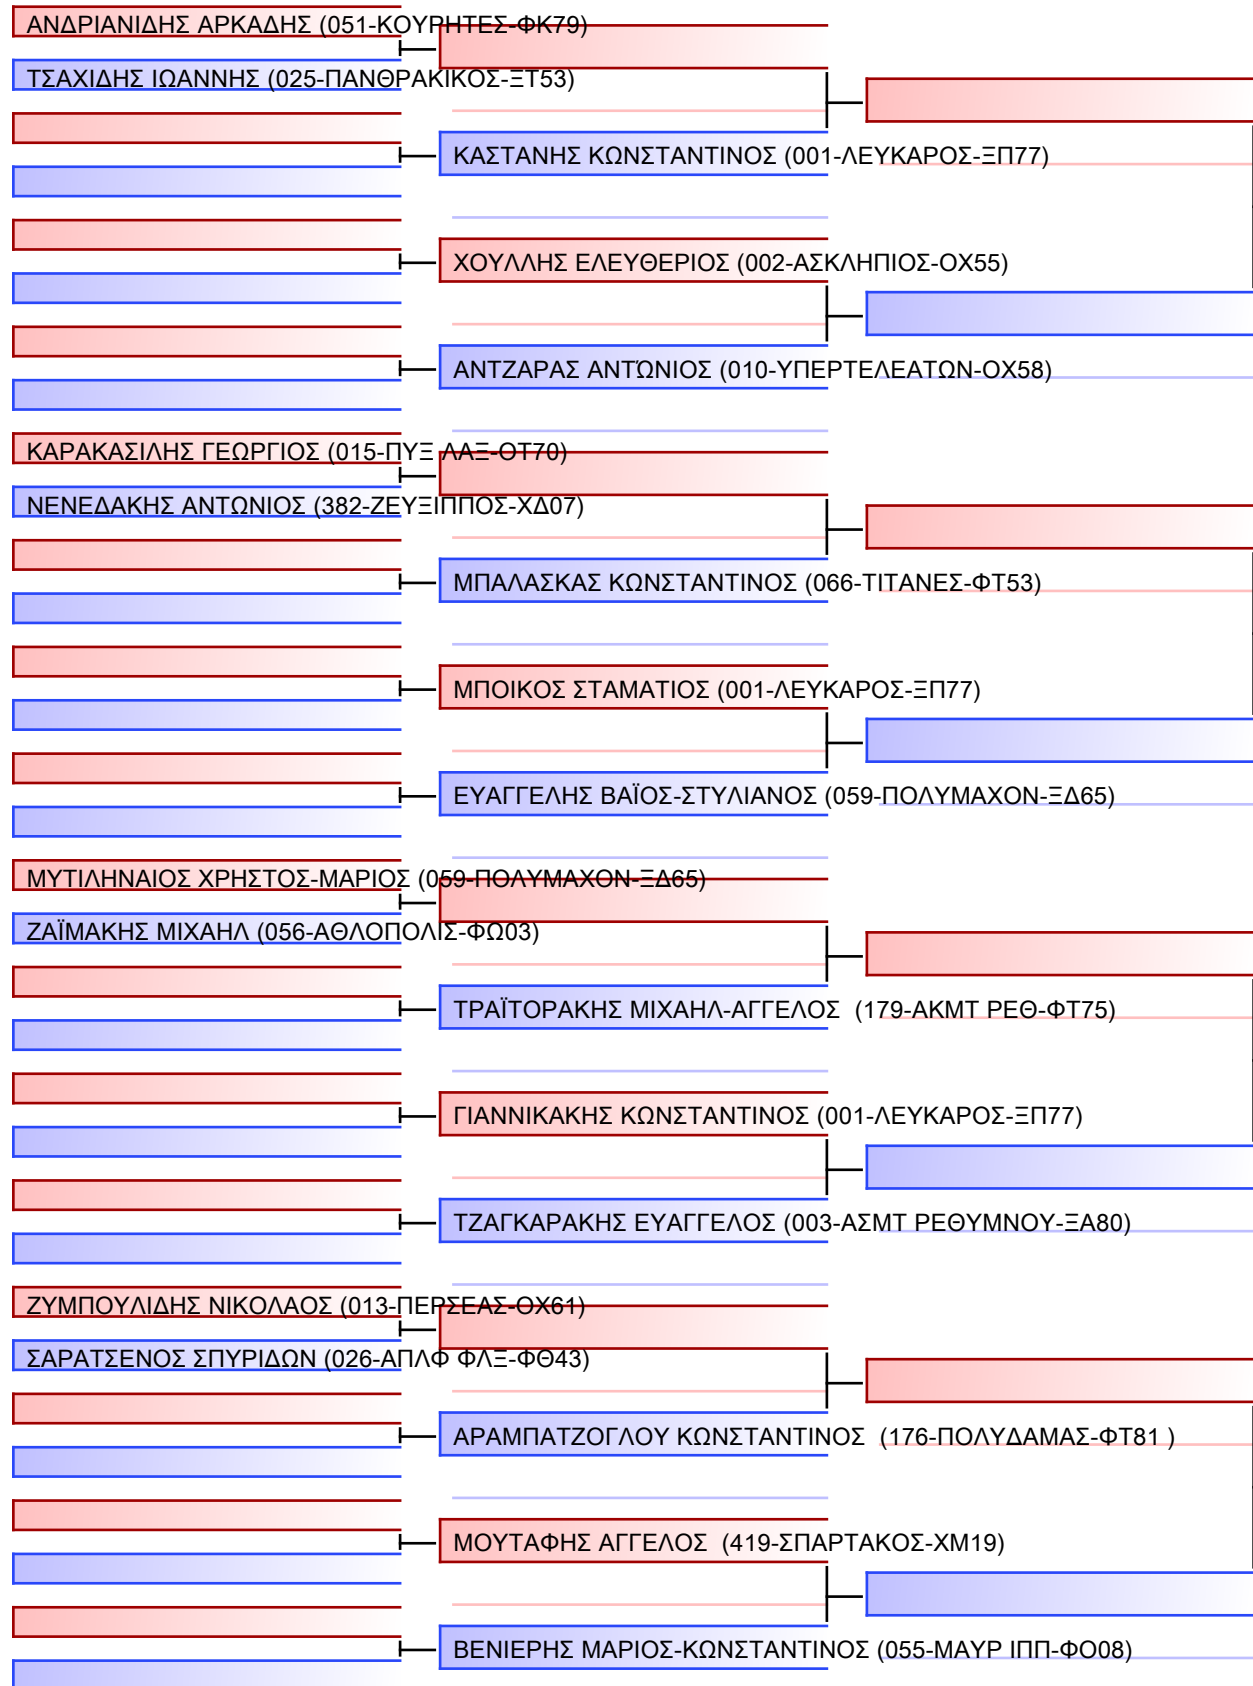 ΑΝΔΡΙΑΝΙΔΗΣ ΑΡΚΑΔΗΣ (051-ΚΟΥΡΗΤΕΣ-ΦΚ79)
ΤΣΑΧΙΔΗΣ ΙΩΑΝΝΗΣ (025-ΠΑΝΘΡΑΚΙΚΟΣ-ΞΤ53)
ΚΑΣΤΑΝΗΣ ΚΩΝΣΤΑΝΤΙΝΟΣ (001-ΛΕΥΚΑΡΟΣ-ΞΠ77)
ΧΟΥΛΛΗΣ ΕΛΕΥΘΕΡΙΟΣ (002-ΑΣΚΛΗΠΙΟΣ-ΟΧ55)
ΑΝΤΖΑΡΑΣ ΑΝΤΏΝΙΟΣ (010-ΥΠΕΡΤΕΛΕΑΤΩΝ-ΟΧ58)
ΚΑΡΑΚΑΣΙΛΗΣ ΓΕΩΡΓΙΟΣ (015-ΠΥΞ ΛΑΞ-ΟΤ70)
ΝΕΝΕΔΑΚΗΣ ΑΝΤΩΝΙΟΣ (382-ΖΕΥΞΙΠΠΟΣ-ΧΔ07)
ΜΠΑΛΑΣΚΑΣ ΚΩΝΣΤΑΝΤΙΝΟΣ (066-ΤΙΤΑΝΕΣ-ΦΤ53)
ΜΠΟΙΚΟΣ ΣΤΑΜΑΤΙΟΣ (001-ΛΕΥΚΑΡΟΣ-ΞΠ77)
ΕΥΑΓΓΕΛΗΣ ΒΑΪΟΣ-ΣΤΥΛΙΑΝΟΣ (059-ΠΟΛΥΜΑΧΟΝ-ΞΔ65)
ΜΥΤΙΛΗΝΑΙΟΣ ΧΡΗΣΤΟΣ-ΜΑΡΙΟΣ (059-ΠΟΛΥΜΑΧΟΝ-ΞΔ65)
ΖΑΪΜΑΚΗΣ ΜΙΧΑΗΛ (056-ΑΘΛΟΠΟΛΙΣ-ΦΩ03)
ΤΡΑΪΤΟΡΑΚΗΣ ΜΙΧΑΗΛ-ΑΓΓΕΛΟΣ (179-ΑΚΜΤ ΡΕΘ-ΦΤ75)
ΓΙΑΝΝΙΚΑΚΗΣ ΚΩΝΣΤΑΝΤΙΝΟΣ (001-ΛΕΥΚΑΡΟΣ-ΞΠ77)
ΤΖΑΓΚΑΡΑΚΗΣ ΕΥΑΓΓΕΛΟΣ (003-ΑΣΜΤ ΡΕΘΥΜΝΟΥ-ΞΑ80)
ΖΥΜΠΟΥΛΙΔΗΣ ΝΙΚΟΛΑΟΣ (013-ΠΕΡΣΕΑΣ-ΟΧ61)
ΣΑΡΑΤΣΕΝΟΣ ΣΠΥΡΙΔΩΝ (026-ΑΠΛΦ ΦΛΞ-ΦΘ43)
ΑΡΑΜΠΑΤΖΟΓΛΟΥ ΚΩΝΣΤΑΝΤΙΝΟΣ (176-ΠΟΛΥΔΑΜΑΣ-ΦΤ81 )
ΜΟΥΤΑΦΗΣ ΑΓΓΕΛΟΣ (419-ΣΠΑΡΤΑΚΟΣ-ΧΜ19)
ΒΕΝΙΕΡΗΣ ΜΑΡΙΟΣ-ΚΩΝΣΤΑΝΤΙΝΟΣ (055-ΜΑΥΡ ΙΠΠ-ΦΟ08)